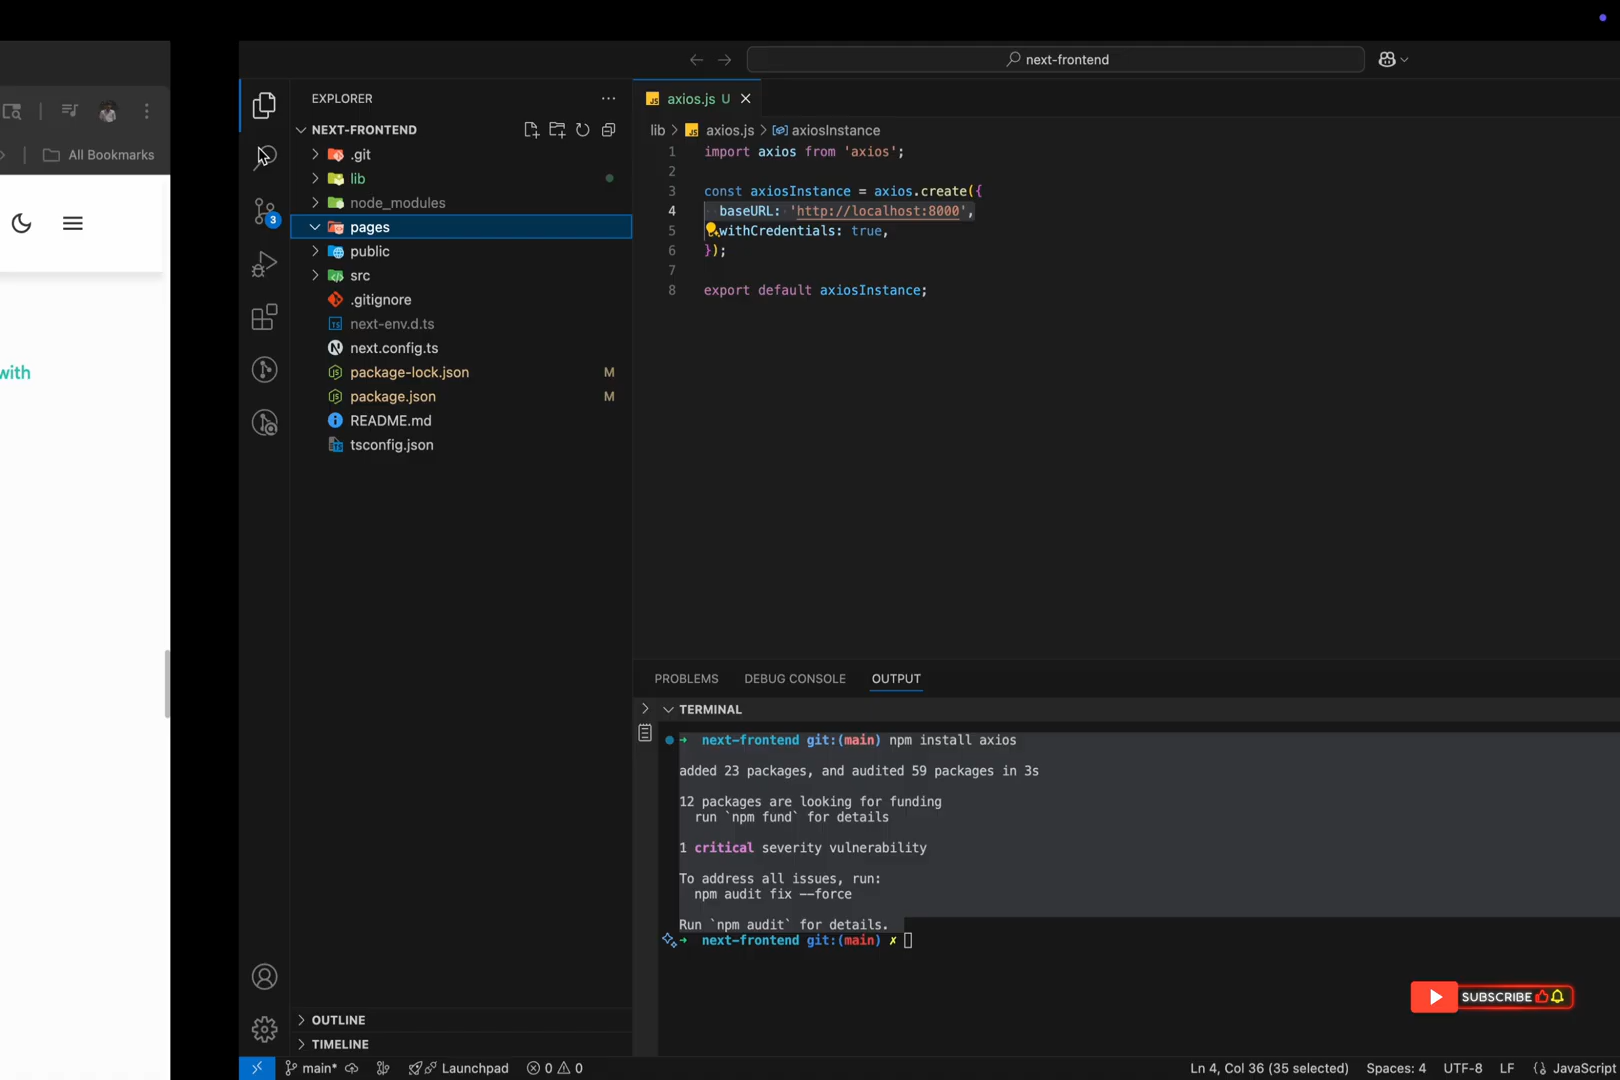 next-frontend
All Bookmarks
with
EXPLORER
NEXT-FRONTEND
.git
lib
node_modules
pages
public
src
.gitignore
next-env.d.ts
next.config.ts
package-lock.json M
package.json M
README.md
tsconfig.json
3
OUTLINE
TIMELINE
axios.js U
lib > axios.js > axiosInstance
1 import axios from 'axios';
2
3 const axiosInstance = axios.create({
4 baseURL: 'http://localhost:8000',
5 withCredentials: true,
6 });
7
8 export default axiosInstance;
PROBLEMS DEBUG CONSOLE OUTPUT
TERMINAL
➜ next-frontend git:(main) npm install axios
added 23 packages, and audited 59 packages in 3s
12 packages are looking for funding
run `npm fund` for details
1 critical severity vulnerability
To address all issues, run:
npm audit fix --force
Run `npm audit` for details.
➜ next-frontend git:(main) ✗
SUBSCRIBE
main* Launchpad 0 0 Ln 4, Col 36 (35 selected) Spaces: 4 UTF-8 LF {} JavaScript